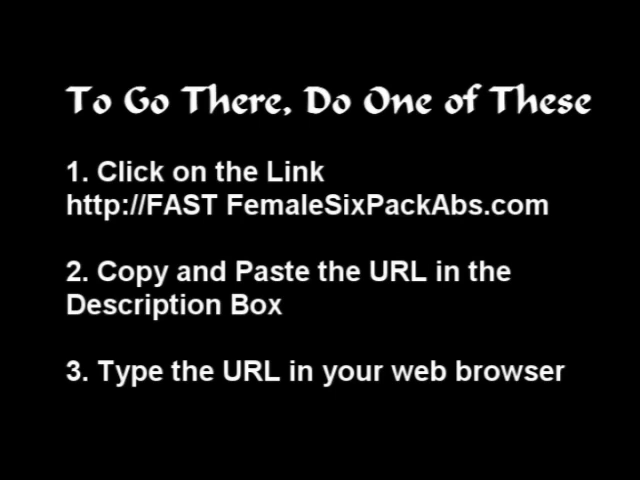 To Go There, Do One of These
1. Click on the Link
http://FAST FemaleSixPackAbs.com
2. Copy and Paste the URL in the
Description Box
3. Type the URL in your web browser